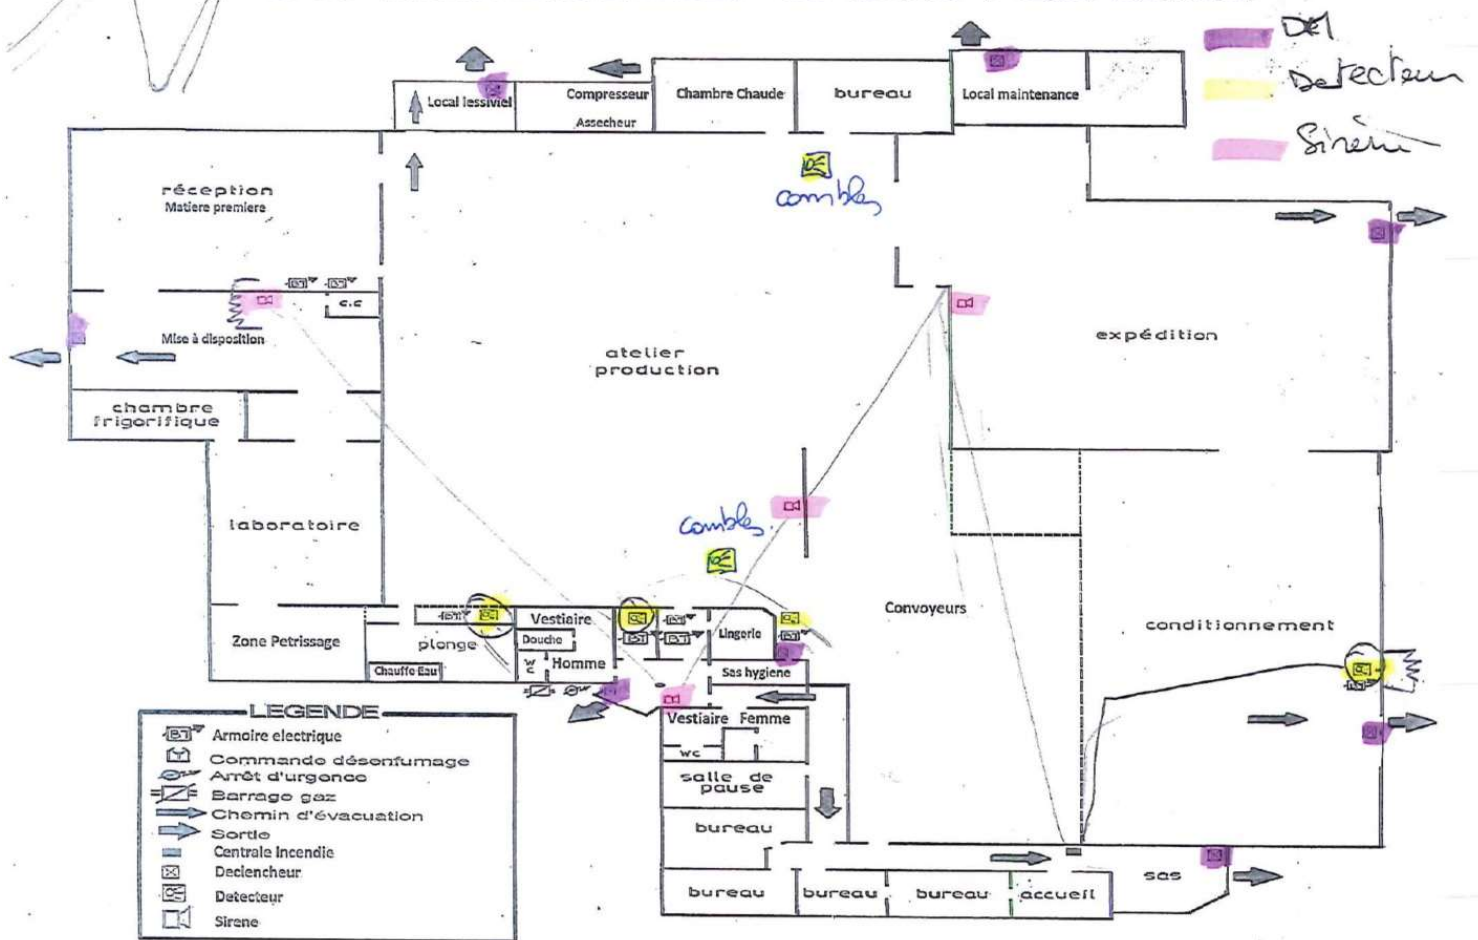 DM
Detecteur
Sirène
Local lessiviel
Compresseur
Assecheur
Chambre Chaude
bureau
Local maintenance
combles
réception
Matiere premiere
c.c
Mise à disposition
atelier
production
expédition
chambre
frigorifique
laboratoire
combles
Convoyeurs
conditionnement
Zone Petrissage
plonge
Chauffe Eau
Vestiaire
Douche
WC
Homme
Lingerie
Sas hygiene
Vestiaire Femme
WC
salle de
pause
bureau
bureau
bureau
bureau
accueil
sas
LEGENDE
Armoire electrique
Commande désenfumage
Arrêt d'urgence
Barrage gaz
Chemin d'évacuation
Sortie
Centrale Incendie
Declencheur
Detecteur
Sirene